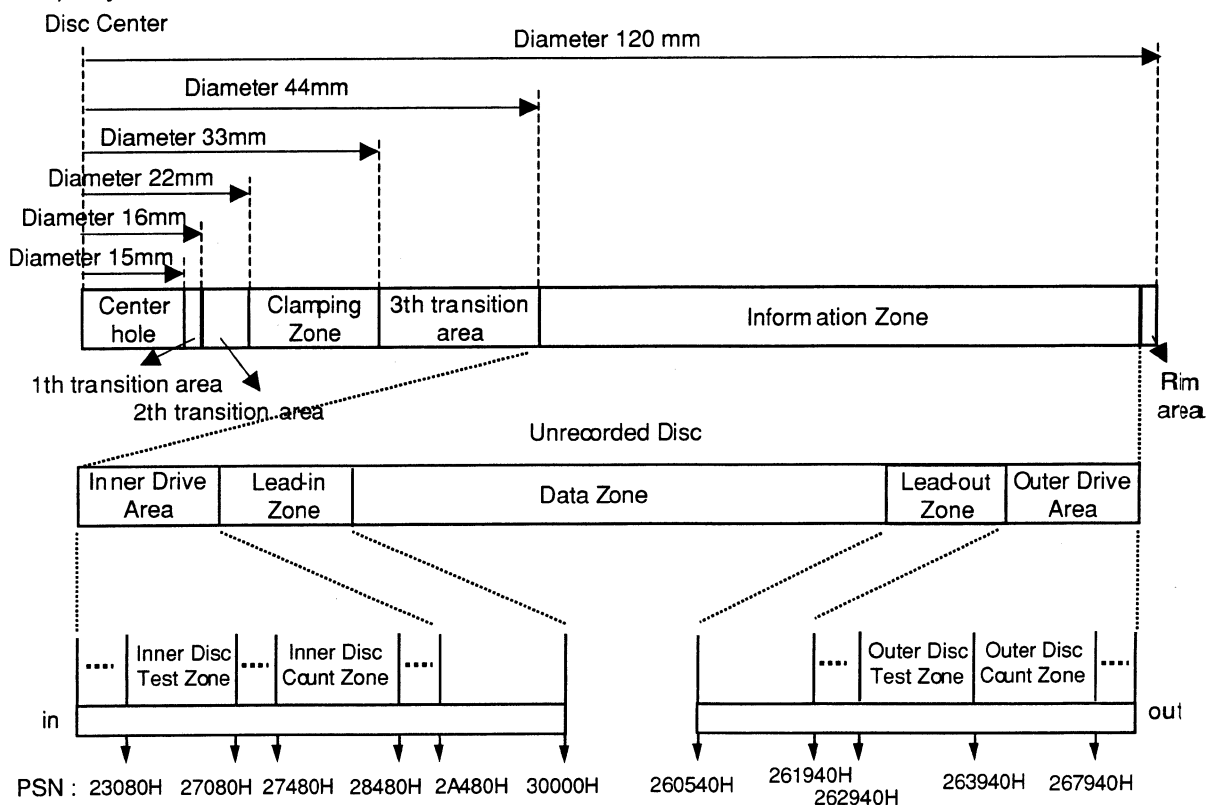 Disc Center
Diameter 120 mm
Diameter 44mm
Diameter 33mm
Diameter 22mm
Diameter 16mm
Diameter 15mm
Center hole
Clamping Zone
3th transition area
Information Zone
1th transition area
2th transition area
Rim area
Unrecorded Disc
Inner Drive Area
Lead-in Zone
Data Zone
Lead-out Zone
Outer Drive Area
....
Inner Disc Test Zone
....
Inner Disc Count Zone
....
....
Outer Disc Test Zone
Outer Disc Count Zone
....
in
out
PSN : 23080H 27080H 27480H 28480H 2A480H 30000H 260540H 261940H 262940H 263940H 267940H